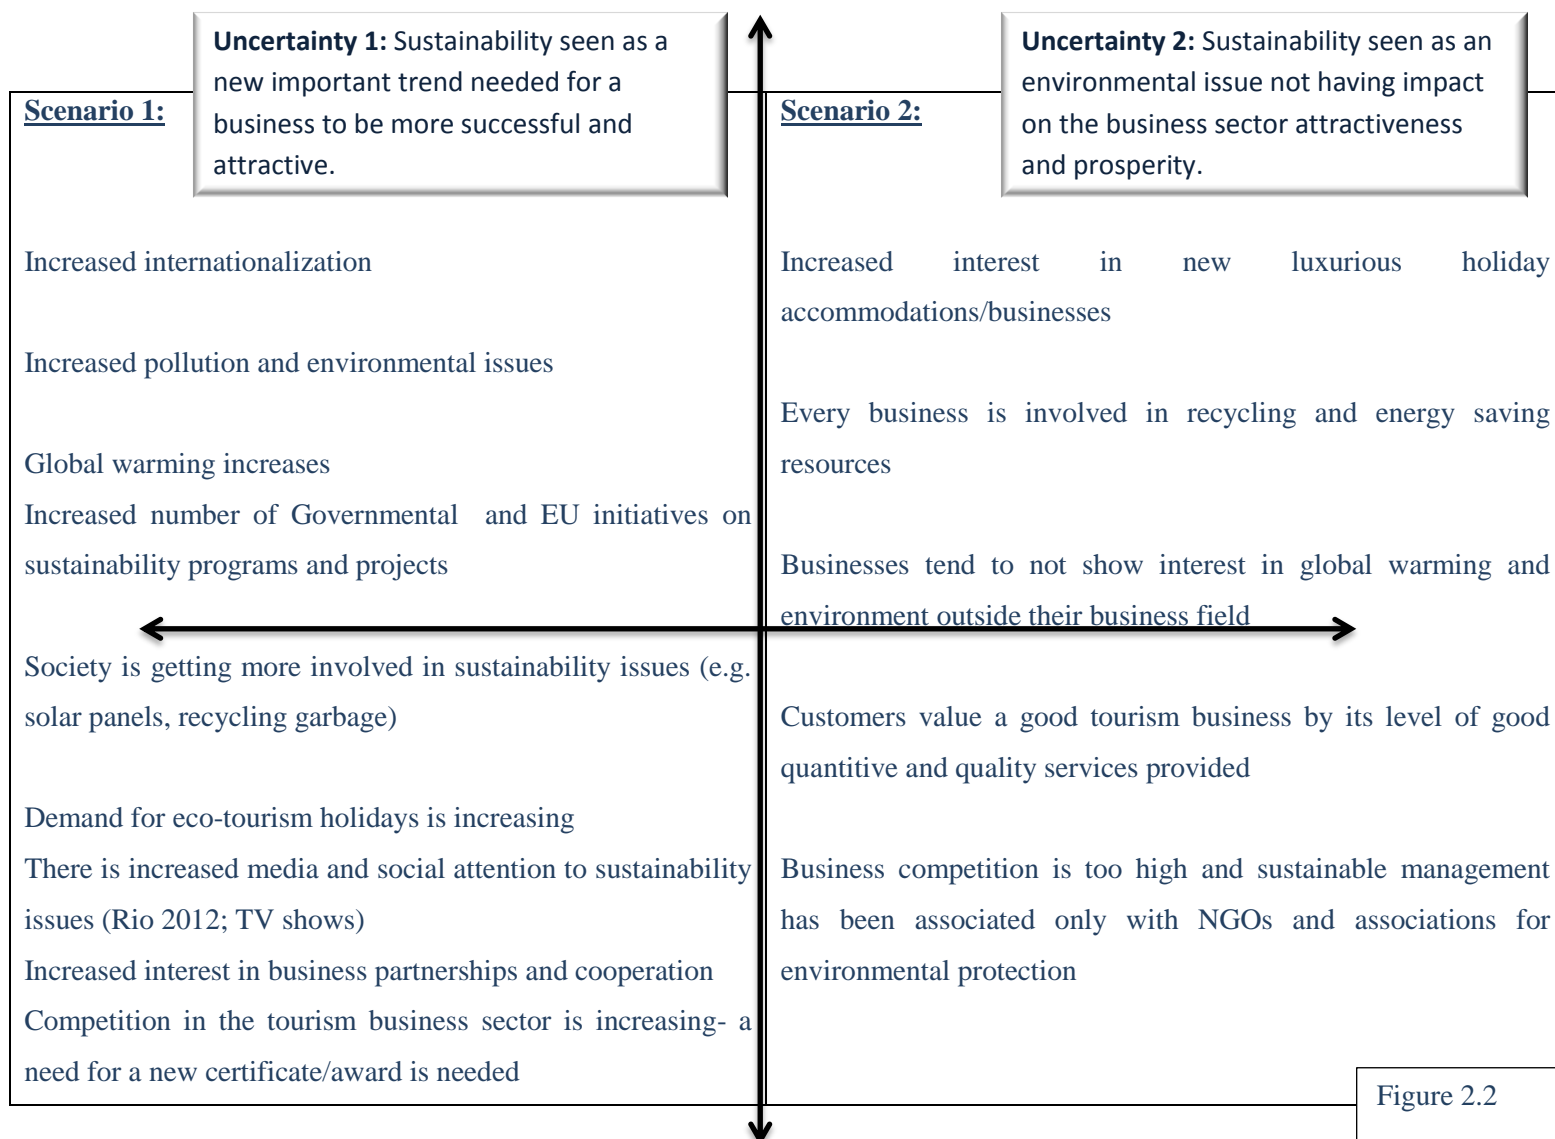 Uncertainty 1: Sustainability seen as a
new important trend needed for a
business to be more successful and
attractive.
Scenario 1:
Increased internationalization
Increased pollution and environmental issues
Global warming increases
Increased number of Governmental and EU initiatives on
sustainability programs and projects
Society is getting more involved in sustainability issues (e.g.
solar panels, recycling garbage)
Demand for eco-tourism holidays is increasing
There is increased media and social attention to sustainability
issues (Rio 2012; TV shows)
Increased interest in business partnerships and cooperation
Competition in the tourism business sector is increasing- a
need for a new certificate/award is needed
Uncertainty 2: Sustainability seen as an
environmental issue not having impact
on the business sector attractiveness
and prosperity.
Scenario 2:
Increased interest in new luxurious holiday
accommodations/businesses
Every business is involved in recycling and energy saving
resources
Businesses tend to not show interest in global warming and
environment outside their business field
Customers value a good tourism business by its level of good
quantitive and quality services provided
Business competition is too high and sustainable management
has been associated only with NGOs and associations for
environmental protection
Figure 2.2